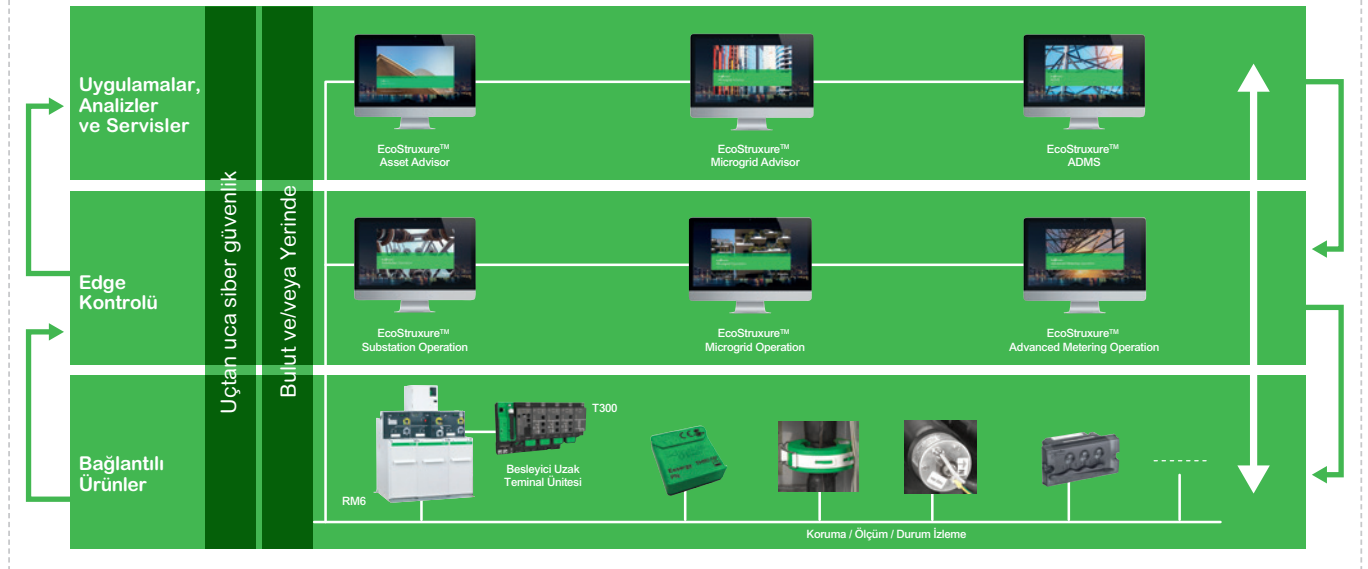 Uygulamalar,
Analizler
ve Servisler
Uçtan uca siber güvenlik
Bulut ve/veya Yerinde
EcoStruxure™
Asset Advisor
EcoStruxure™
Microgrid Advisor
EcoStruxure™
ADMS
Edge
Kontrolü
EcoStruxure™
Substation Operation
EcoStruxure™
Microgrid Operation
EcoStruxure™
Advanced Metering Operation
Bağlantılı
Ürünler
RM6
T300
Besleyici Uzak
Teminal Ünitesi
Koruma / Ölçüm / Durum İzleme